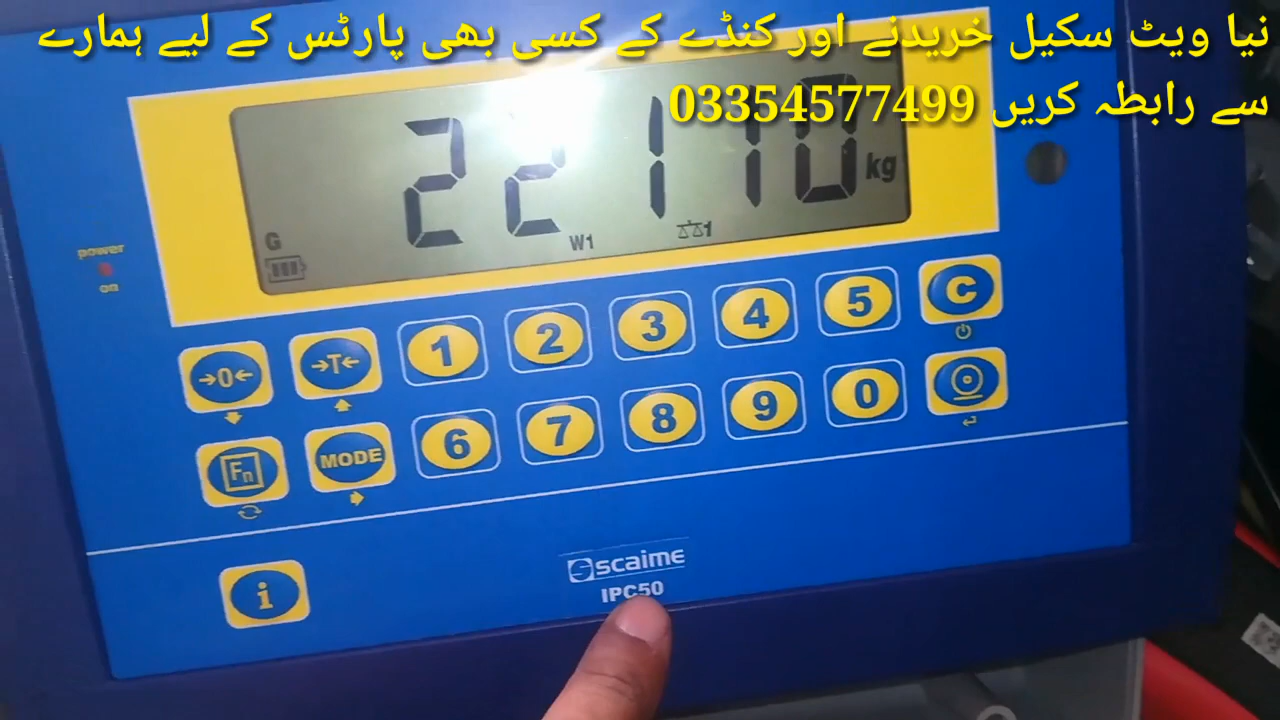 نیا ویٹ سکیل خریدنے اور کنڈے کے کسی بھی پارٹس کے لیے ہمارے
سے رابطہ کریں 03354577499
22110 kg
G
W1
1
power
on
→0← →T← 1 2 3 4 5 C
Fn MODE 6 7 8 9 0
i
scaime
IPC50